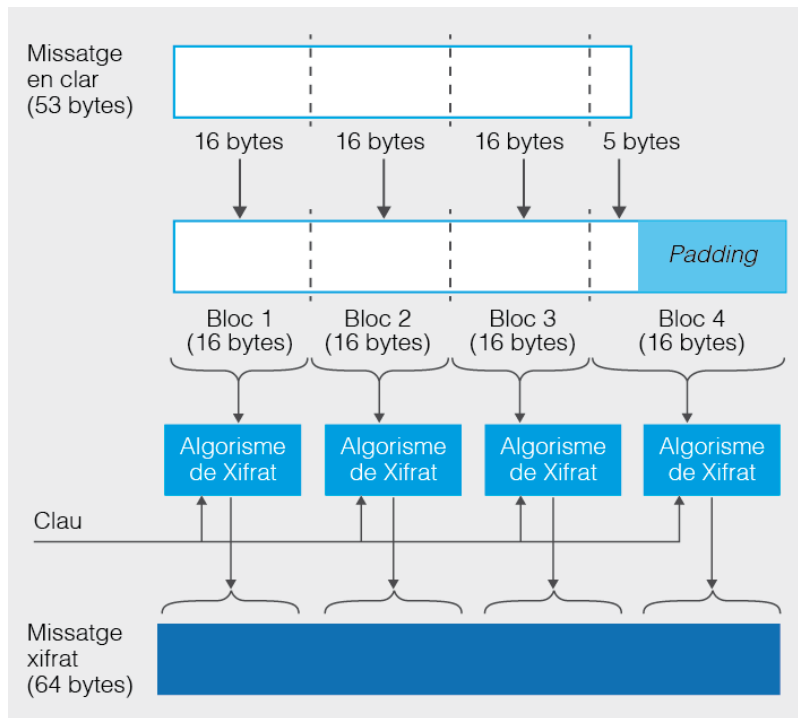 Missatge
en clar
(53 bytes)
16 bytes
16 bytes
16 bytes
5 bytes
Padding
Bloc 1
(16 bytes)
Bloc 2
(16 bytes)
Bloc 3
(16 bytes)
Bloc 4
(16 bytes)
Algorisme
de Xifrat
Algorisme
de Xifrat
Algorisme
de Xifrat
Algorisme
de Xifrat
Clau
Missatge
xifrat
(64 bytes)